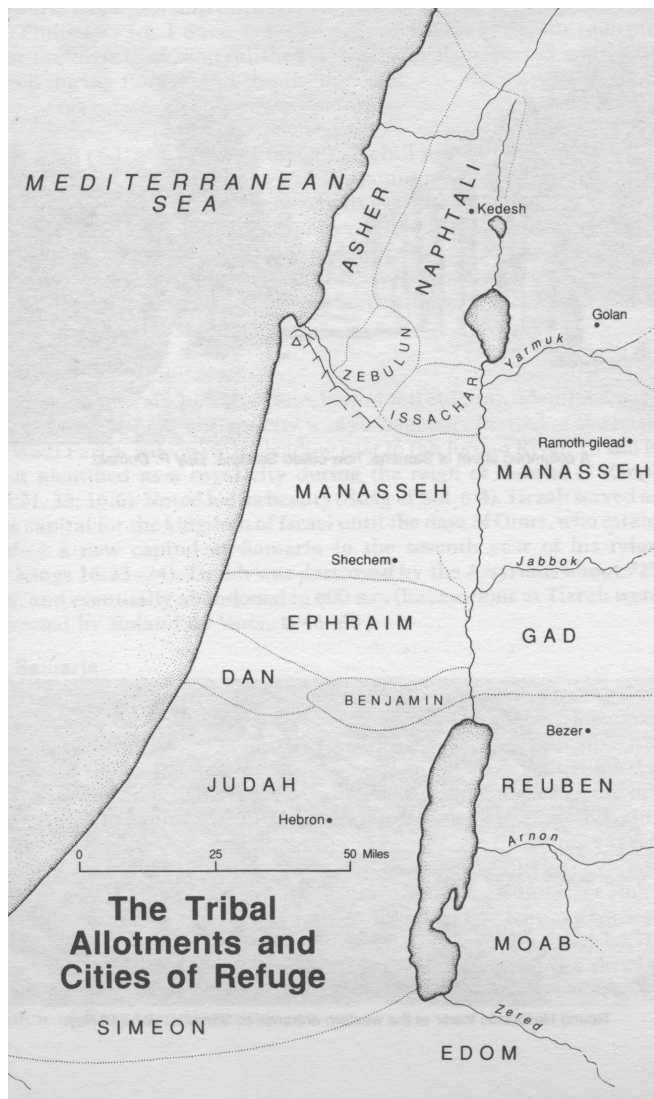 MEDITERRANEAN
SEA
ASHER
NAPHTALI
Kedesh
Golan
Yarmuk
ZEBULUN
ISSACHAR
Ramoth-gilead
MANASSEH
MANASSEH
Shechem
Jabbok
EPHRAIM
GAD
DAN
BENJAMIN
Bezer
JUDAH
REUBEN
Hebron
Arnon
0 25 50 Miles
The Tribal
Allotments and
Cities of Refuge
MOAB
SIMEON
Zered
EDOM